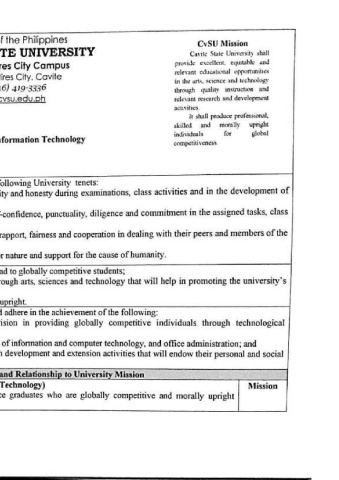 f the Philippines
TE UNIVERSITY
res City Campus
ires City, Cavite
6) 419-3336
cvsu.edu.ph
nformation Technology
CvSU Mission
Cavite State University shall
provide excellent, equitable and
relevant educational opportunities
in the arts, science and technology
through quality instruction and
relevant research and development
activities.
It shall produce professional,
skilled and morally upright
individuals for global
competitiveness.
ollowing University tenets:
ity and honesty during examinations, class activities and in the development of
-confidence, punctuality, diligence and commitment in the assigned tasks, class
rapport, fairness and cooperation in dealing with their peers and members of the
r nature and support for the cause of humanity.
ad to globally competitive students;
rough arts, sciences and technology that will help in promoting the university's
upright.
d adhere in the achievement of the following:
ision in providing globally competitive individuals through technological
of information and computer technology, and office administration; and
h development and extension activities that will endow their personal and social
and Relationship to University Mission
Technology) Mission
ce graduates who are globally competitive and morally upright